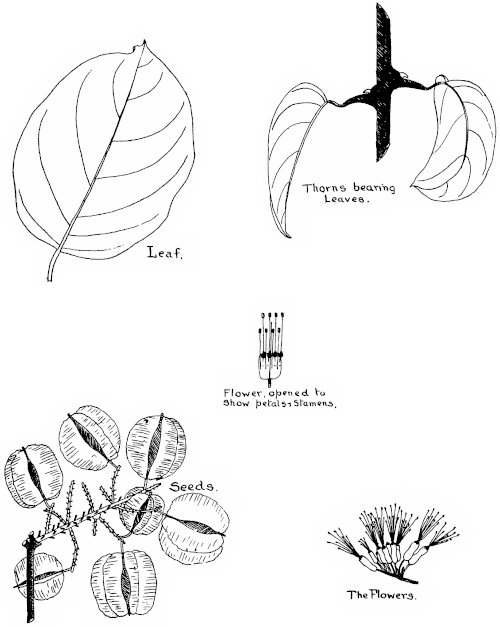 Thorns bearing
Leaves.
Leaf.
Flower, opened to
show petals & Stamens.
Seeds.
The Flowers.